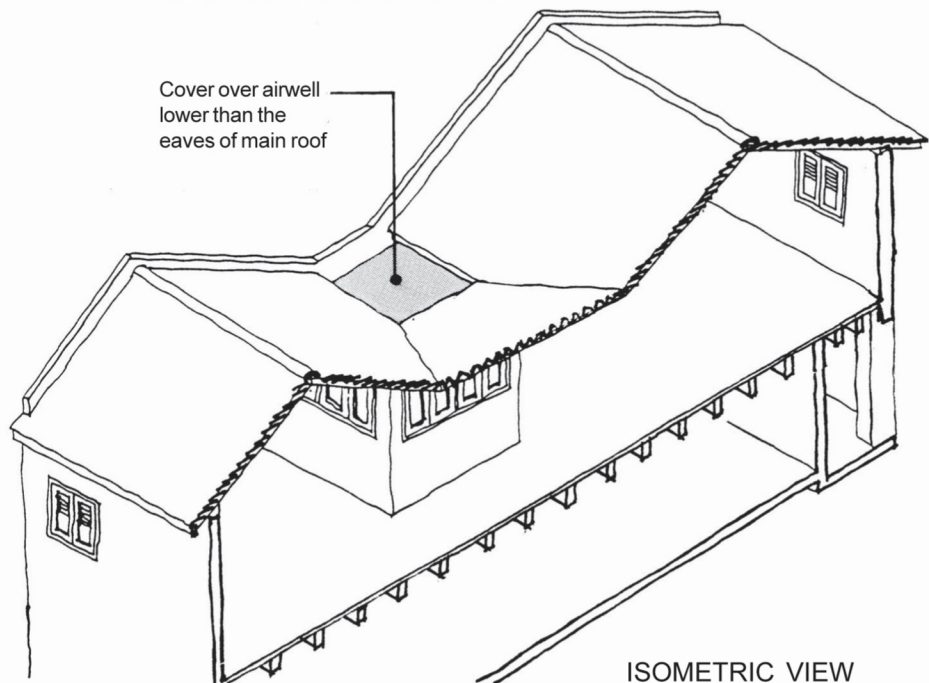 Cover over airwell
lower than the
eaves of main roof
ISOMETRIC VIEW